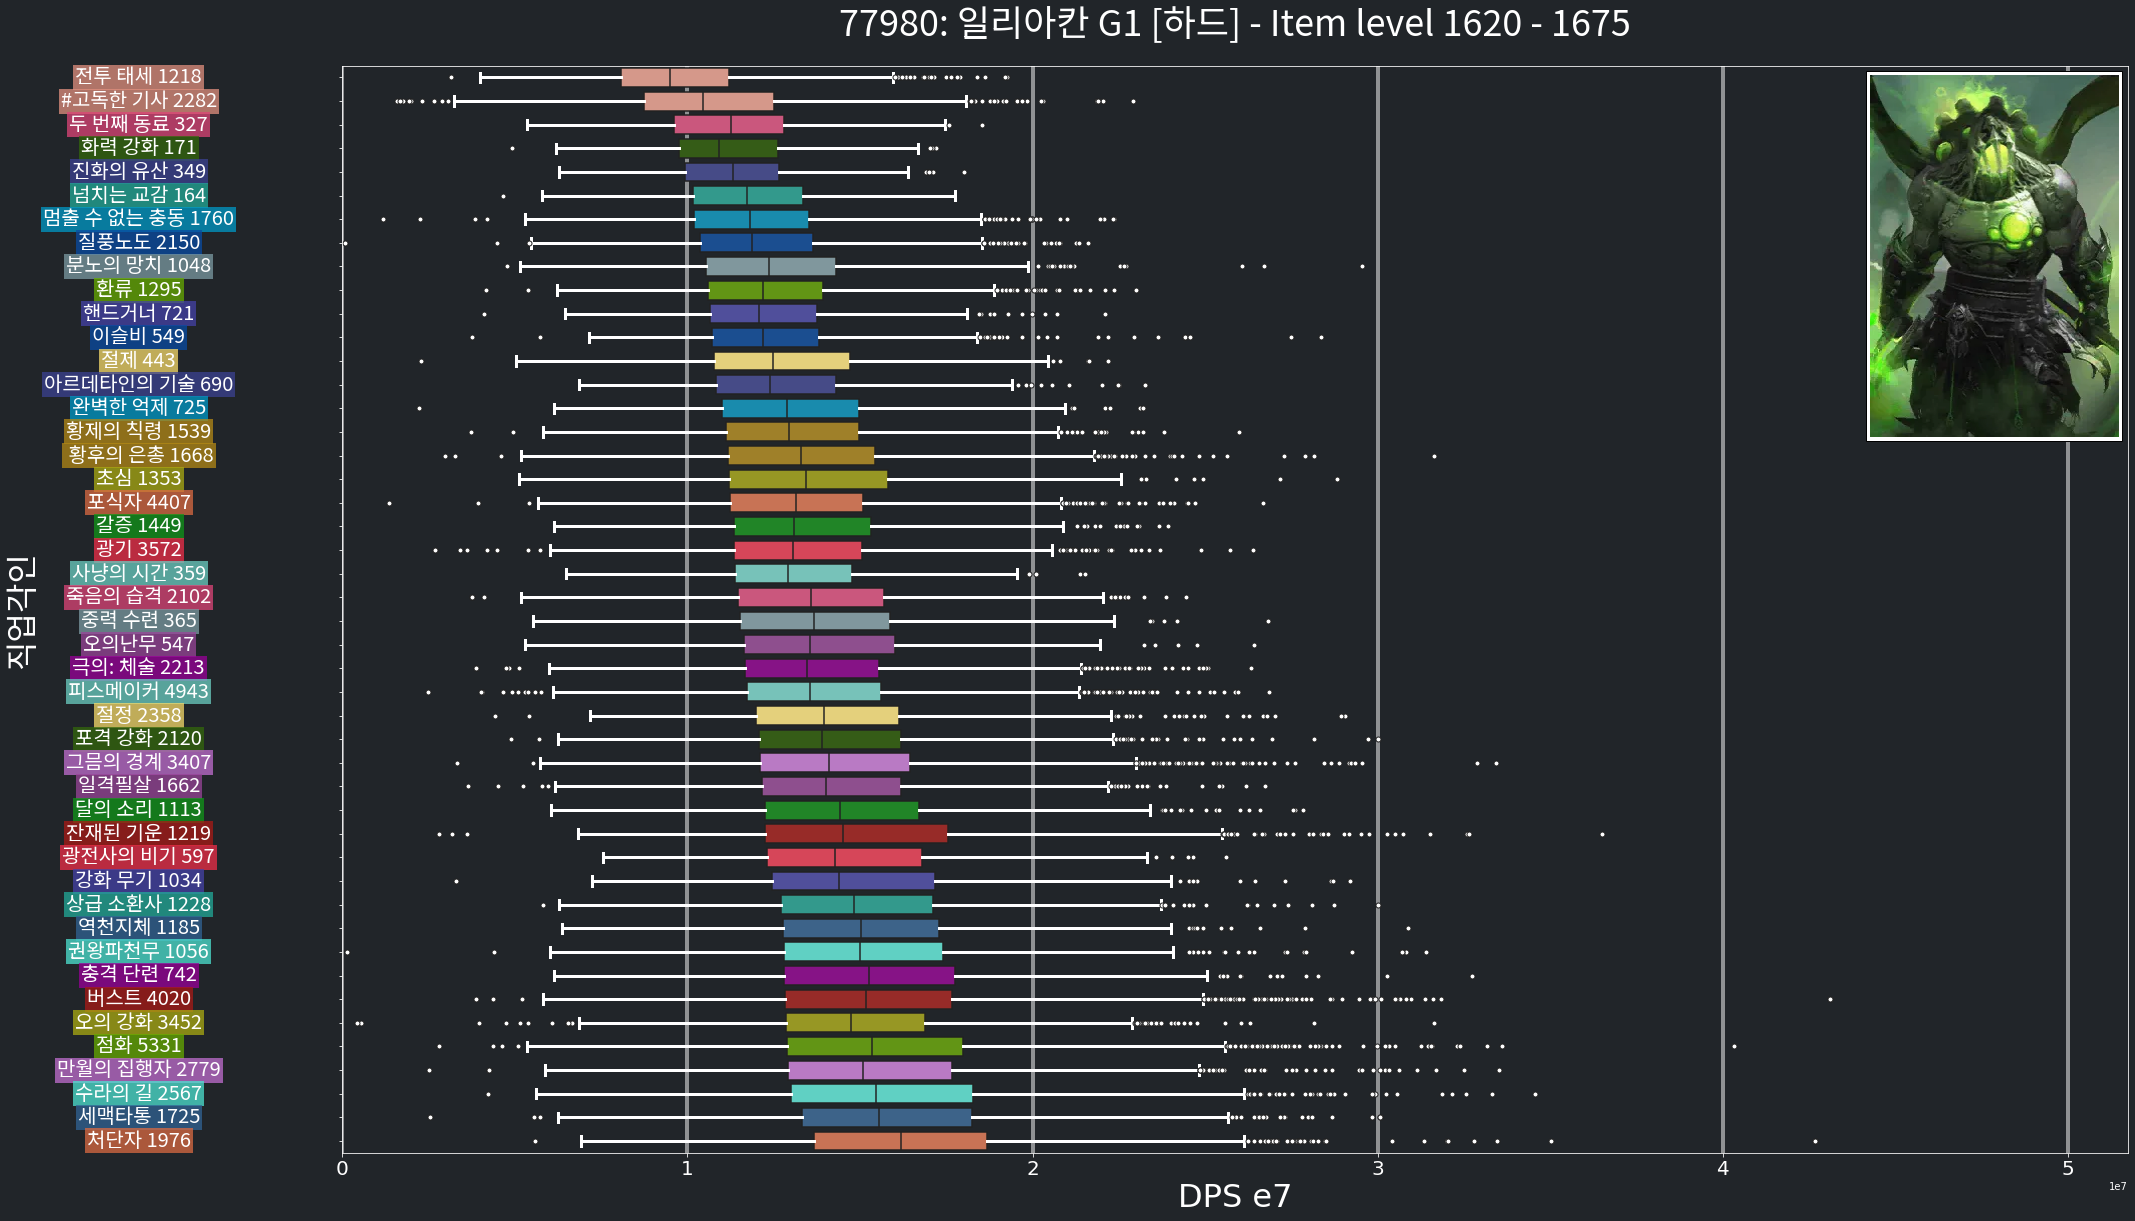 77980: 일리아칸 G1 [하드] - Item level 1620 - 1675
직업각인
전투 태세 1218
#고독한 기사 2282
두 번째 동료 327
화력 강화 171
진화의 유산 349
넘치는 교감 164
멈출 수 없는 충동 1760
질풍노도 2150
분노의 망치 1048
환류 1295
핸드거너 721
이슬비 549
절제 443
아르데타인의 기술 690
완벽한 억제 725
황제의 칙령 1539
황후의 은총 1668
초심 1353
포식자 4407
갈증 1449
광기 3572
사냥의 시간 359
죽음의 습격 2102
중력 수련 365
오의난무 547
극의: 체술 2213
피스메이커 4943
절정 2358
포격 강화 2120
그믐의 경계 3407
일격필살 1662
달의 소리 1113
잔재된 기운 1219
광전사의 비기 597
강화 무기 1034
상급 소환사 1228
역천지체 1185
권왕파천무 1056
충격 단련 742
버스트 4020
오의 강화 3452
점화 5331
만월의 집행자 2779
수라의 길 2567
세맥타통 1725
처단자 1976
0 1 2 3 4 5
DPS e7
1e7